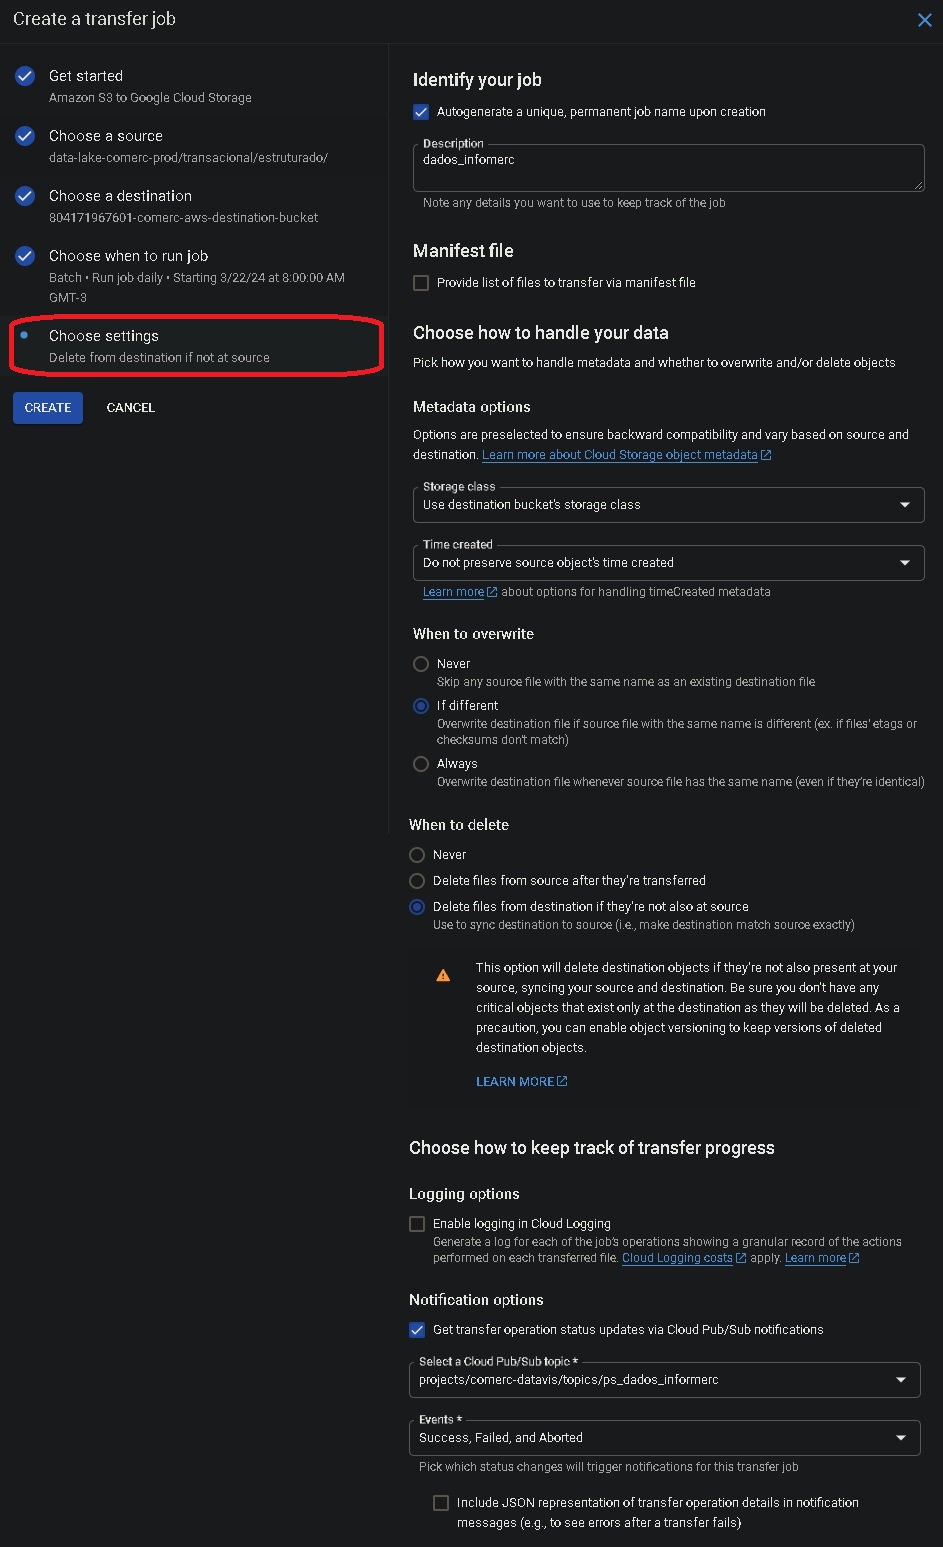 Create a transfer job
Get started
Amazon S3 to Google Cloud Storage
Choose a source
data-lake-comerc-prod/transacional/estruturado/
Choose a destination
804171967601-comerc-aws-destination-bucket
Choose when to run job
Batch • Run job daily • Starting 3/22/24 at 8:00:00 AM
GMT-3
Choose settings
Delete from destination if not at source
CREATE
CANCEL
Identify your job
Autogenerate a unique, permanent job name upon creation
Description
dados_infomerc
Note any details you want to use to keep track of the job
Manifest file
Provide list of files to transfer via manifest file
Choose how to handle your data
Pick how you want to handle metadata and whether to overwrite and/or delete objects
Metadata options
Options are preselected to ensure backward compatibility and vary based on source and
destination. Learn more about Cloud Storage object metadata
Storage class
Use destination bucket's storage class
Time created
Do not preserve source object's time created
Learn more about options for handling timeCreated metadata
When to overwrite
Never
Skip any source file with the same name as an existing destination file
If different
Overwrite destination file if source file with the same name is different (ex. if files' etags or
checksums don't match)
Always
Overwrite destination file whenever source file has the same name (even if they're identical)
When to delete
Never
Delete files from source after they're transferred
Delete files from destination if they're not also at source
Use to sync destination to source (i.e., make destination match source exactly)
This option will delete destination objects if they're not also present at your
source, syncing your source and destination. Be sure you don't have any
critical objects that exist only at the destination as they will be deleted. As a
precaution, you can enable object versioning to keep versions of deleted
destination objects.
LEARN MORE
Choose how to keep track of transfer progress
Logging options
Enable logging in Cloud Logging
Generate a log for each of the job's operations showing a granular record of the actions
performed on each transferred file. Cloud Logging costs apply. Learn more
Notification options
Get transfer operation status updates via Cloud Pub/Sub notifications
Select a Cloud Pub/Sub topic *
projects/comerc-datavis/topics/ps_dados_informerc
Events *
Success, Failed, and Aborted
Pick which status changes will trigger notifications for this transfer job
Include JSON representation of transfer operation details in notification
messages (e.g., to see errors after a transfer fails)